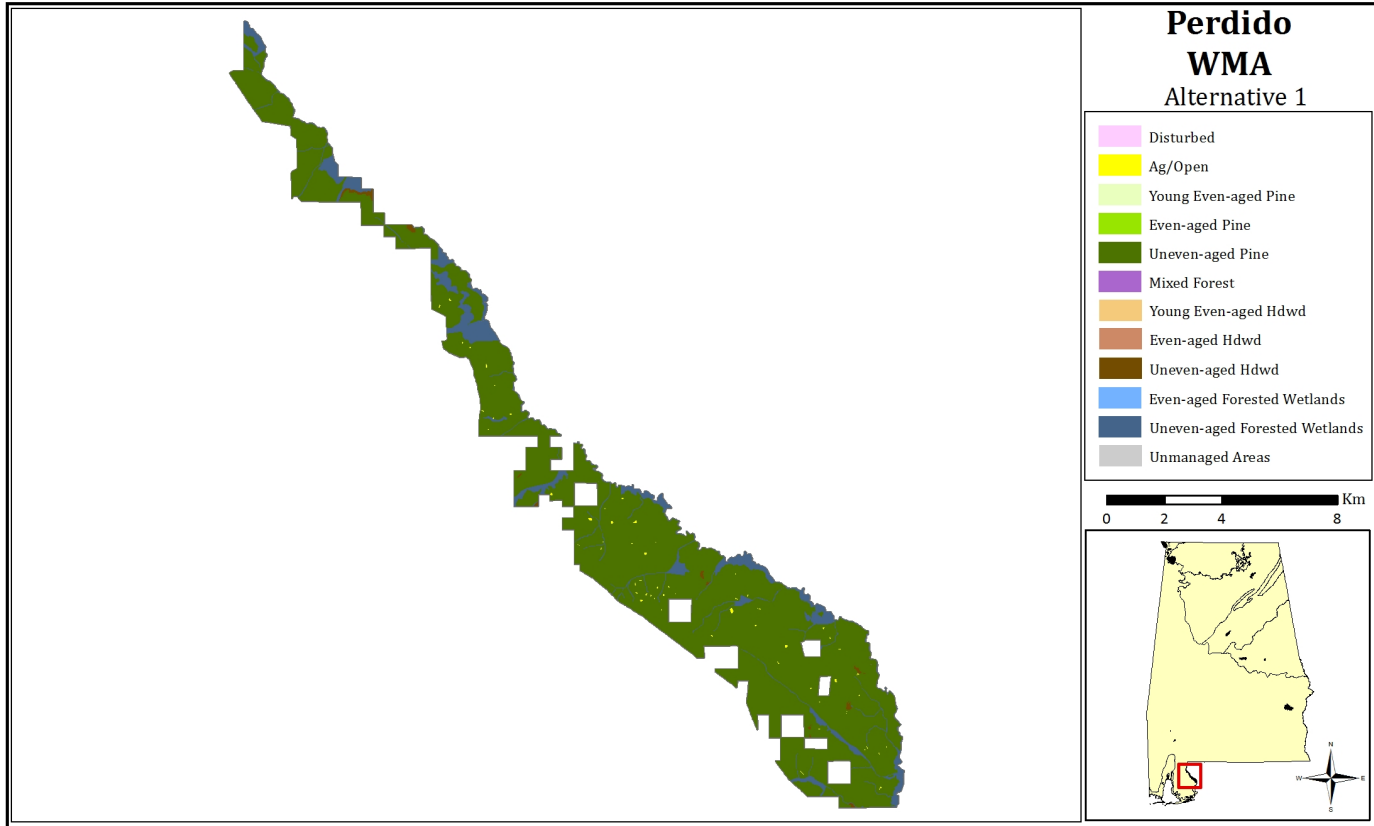 Perdido
WMA
Alternative 1
Disturbed
Ag/Open
Young Even-aged Pine
Even-aged Pine
Uneven-aged Pine
Mixed Forest
Young Even-aged Hdwd
Even-aged Hdwd
Uneven-aged Hdwd
Even-aged Forested Wetlands
Uneven-aged Forested Wetlands
Unmanaged Areas
Km
0 2 4 8
N
W E
S